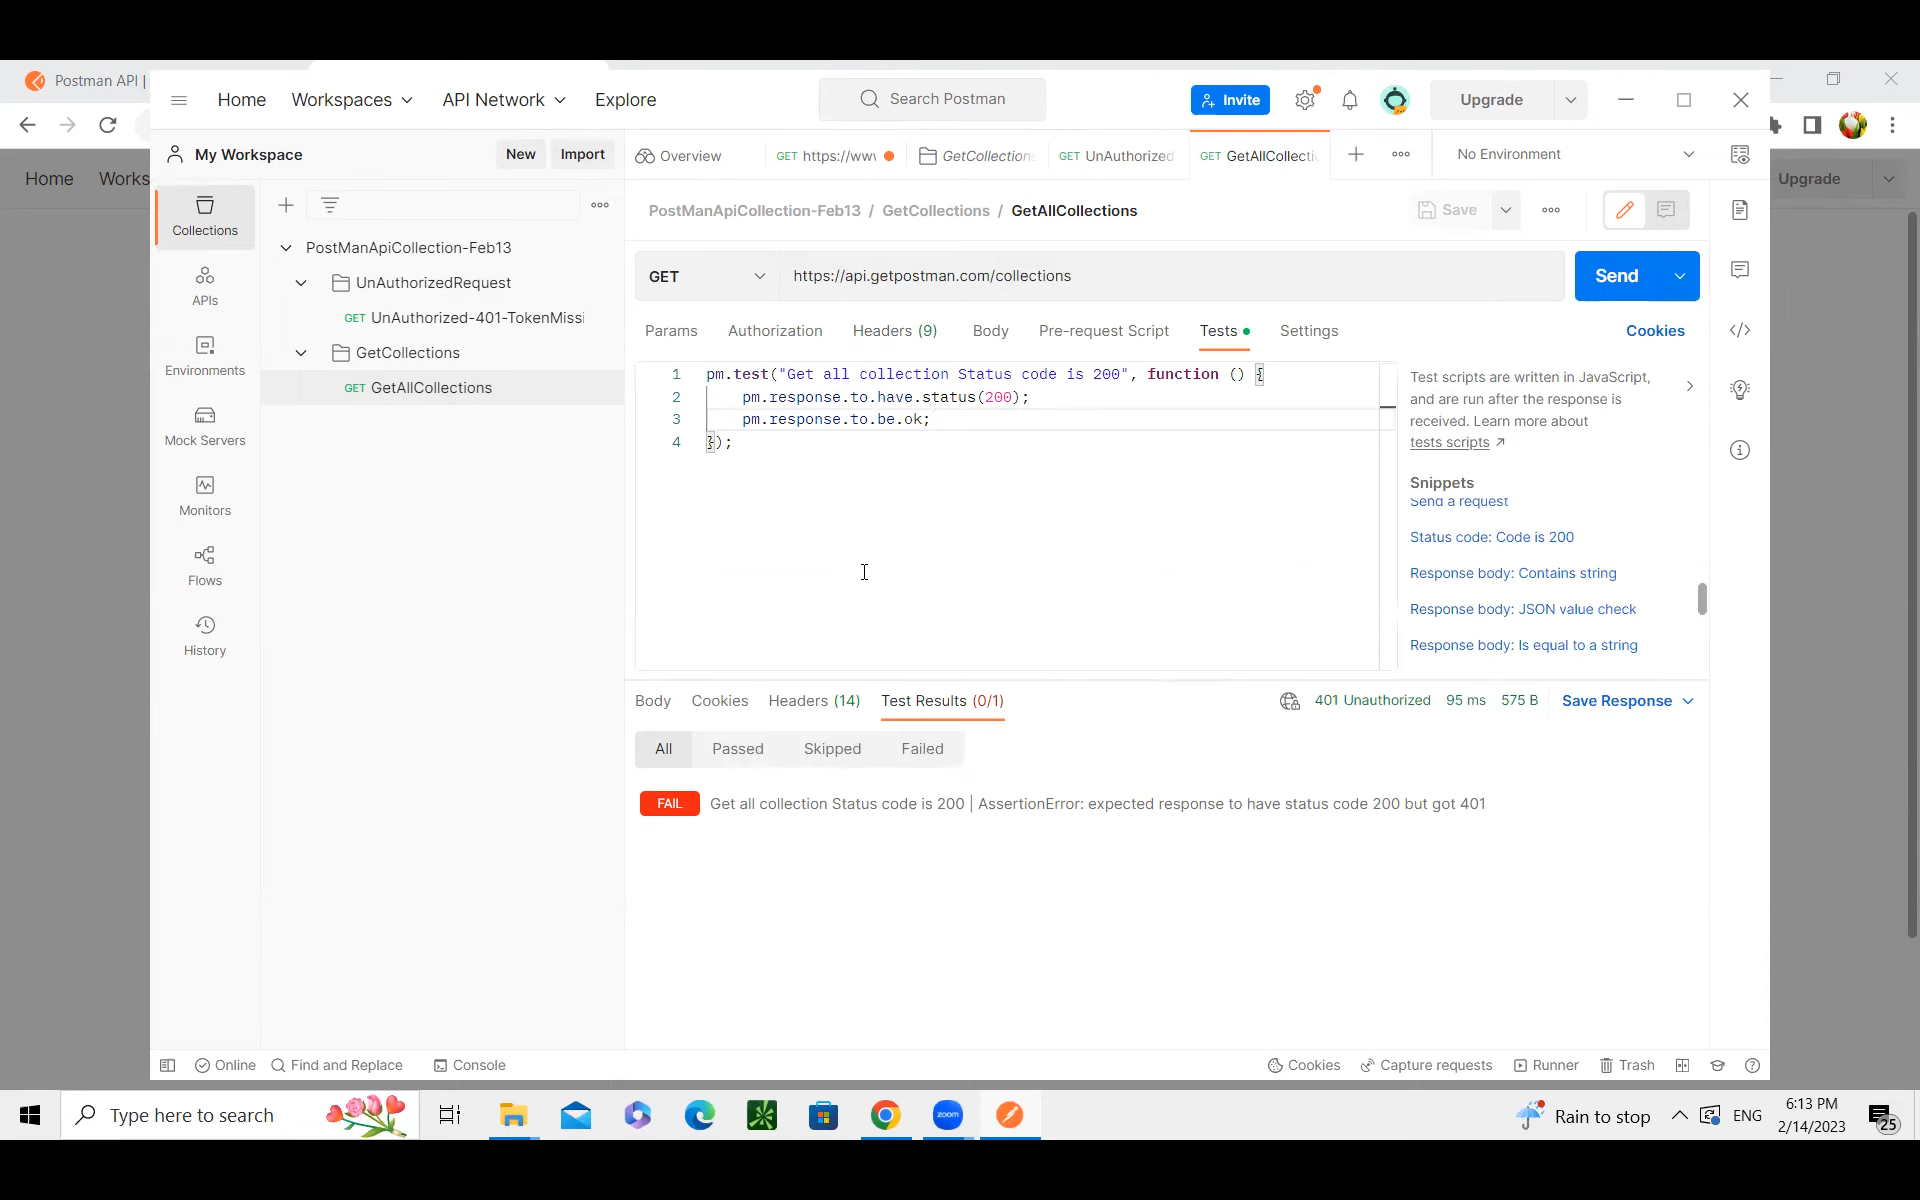 Postman API |
Home Workspaces API Network Explore
Search Postman
Invite
Upgrade
Home Works
Upgrade
My Workspace New Import
Overview
GET https://wwv
GetCollection:
GET UnAuthorized
GET GetAllCollecti
No Environment
Collections
APIs
Environments
Mock Servers
Monitors
Flows
History
PostManApiCollection-Feb13
UnAuthorizedRequest
GET UnAuthorized-401-TokenMissi
GetCollections
GET GetAllCollections
PostManApiCollection-Feb13 / GetCollections / GetAllCollections
Save
GET https://api.getpostman.com/collections Send
Params Authorization Headers (9) Body Pre-request Script Tests Settings Cookies
1 pm.test("Get all collection Status code is 200", function () {
2 pm.response.to.have.status(200);
3 pm.response.to.be.ok;
4 });
Test scripts are written in JavaScript,
and are run after the response is
received. Learn more about
tests scripts
Snippets
Send a request
Status code: Code is 200
Response body: Contains string
Response body: JSON value check
Response body: Is equal to a string
Body Cookies Headers (14) Test Results (0/1) 401 Unauthorized 95 ms 575 B Save Response
All Passed Skipped Failed
FAIL Get all collection Status code is 200 | AssertionError: expected response to have status code 200 but got 401
Online Find and Replace Console Cookies Capture requests Runner Trash
Type here to search
zoom
Rain to stop
ENG
6:13 PM
2/14/2023
25